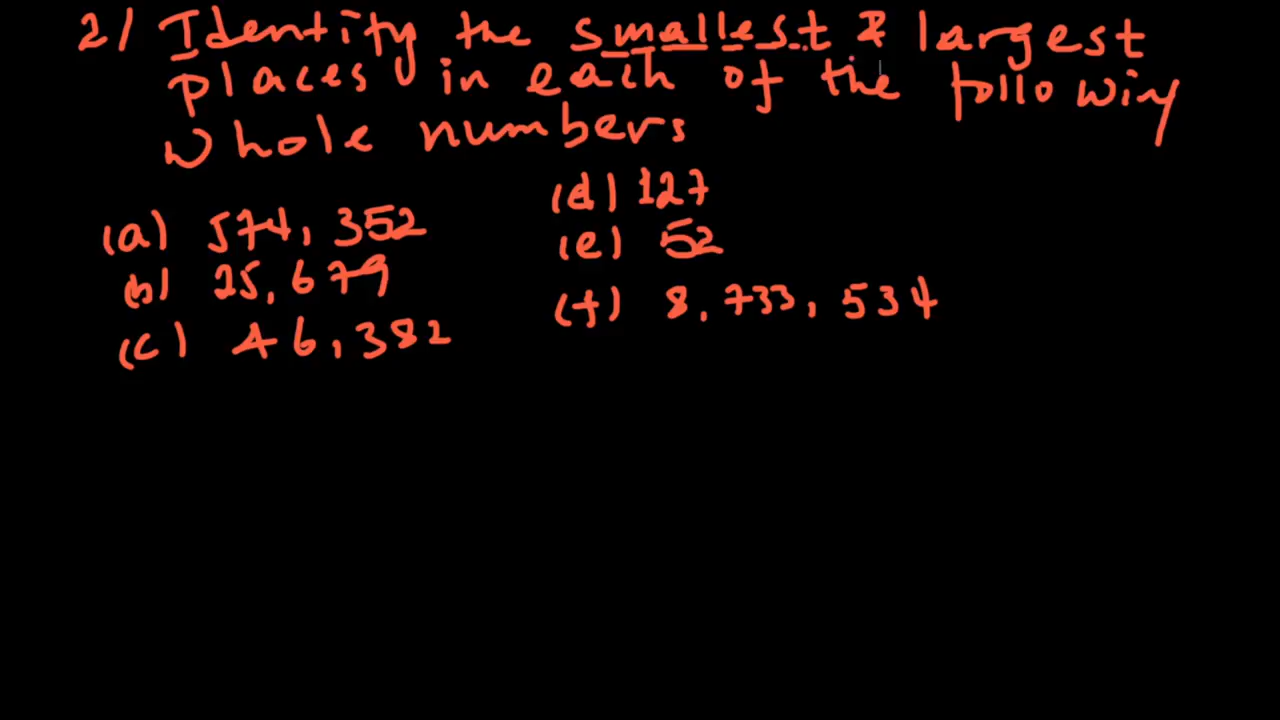 2/ Identity the smallest & largest
places in each of the following
whole numbers
(a) 574, 352
(b) 25, 679
(c) 46, 382
(d) 127
(e) 52
(f) 8, 733, 534